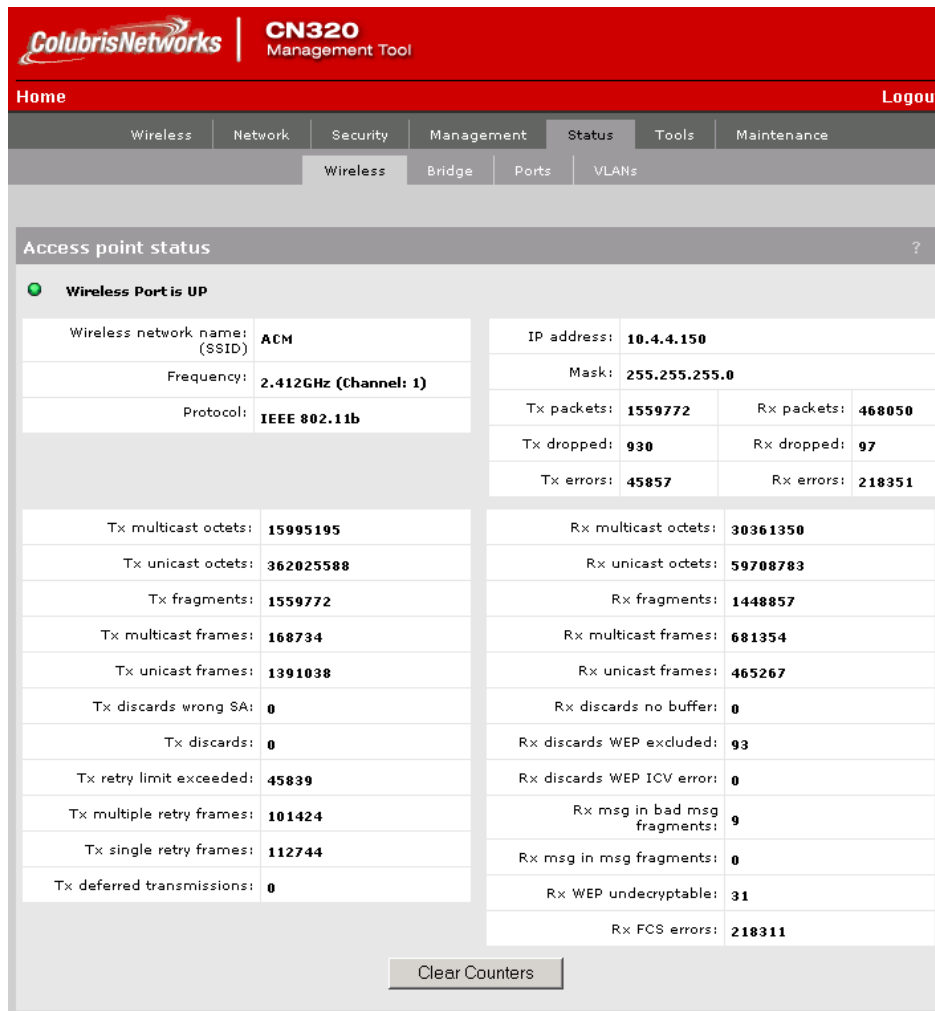 ColubrisNetworks
CN320
Management Tool
Home
Logou
Wireless Network Security Management Status Tools Maintenance
Wireless Bridge Ports VLANs
Access point status ?
Wireless Port is UP
Wireless network name: (SSID) ACM
Frequency: 2.412GHz (Channel: 1)
Protocol: IEEE 802.11b
IP address: 10.4.4.150
Mask: 255.255.255.0
Tx packets: 1559772 Rx packets: 468050
Tx dropped: 930 Rx dropped: 97
Tx errors: 45857 Rx errors: 218351
Tx multicast octets: 15995195
Tx unicast octets: 362025588
Tx fragments: 1559772
Tx multicast frames: 168734
Tx unicast frames: 1391038
Tx discards wrong SA: 0
Tx discards: 0
Tx retry limit exceeded: 45839
Tx multiple retry frames: 101424
Tx single retry frames: 112744
Tx deferred transmissions: 0
Rx multicast octets: 30361350
Rx unicast octets: 59708783
Rx fragments: 1448857
Rx multicast frames: 681354
Rx unicast frames: 465267
Rx discards no buffer: 0
Rx discards WEP excluded: 93
Rx discards WEP ICV error: 0
Rx msg in bad msg fragments: 9
Rx msg in msg fragments: 0
Rx WEP undecryptable: 31
Rx FCS errors: 218311
Clear Counters